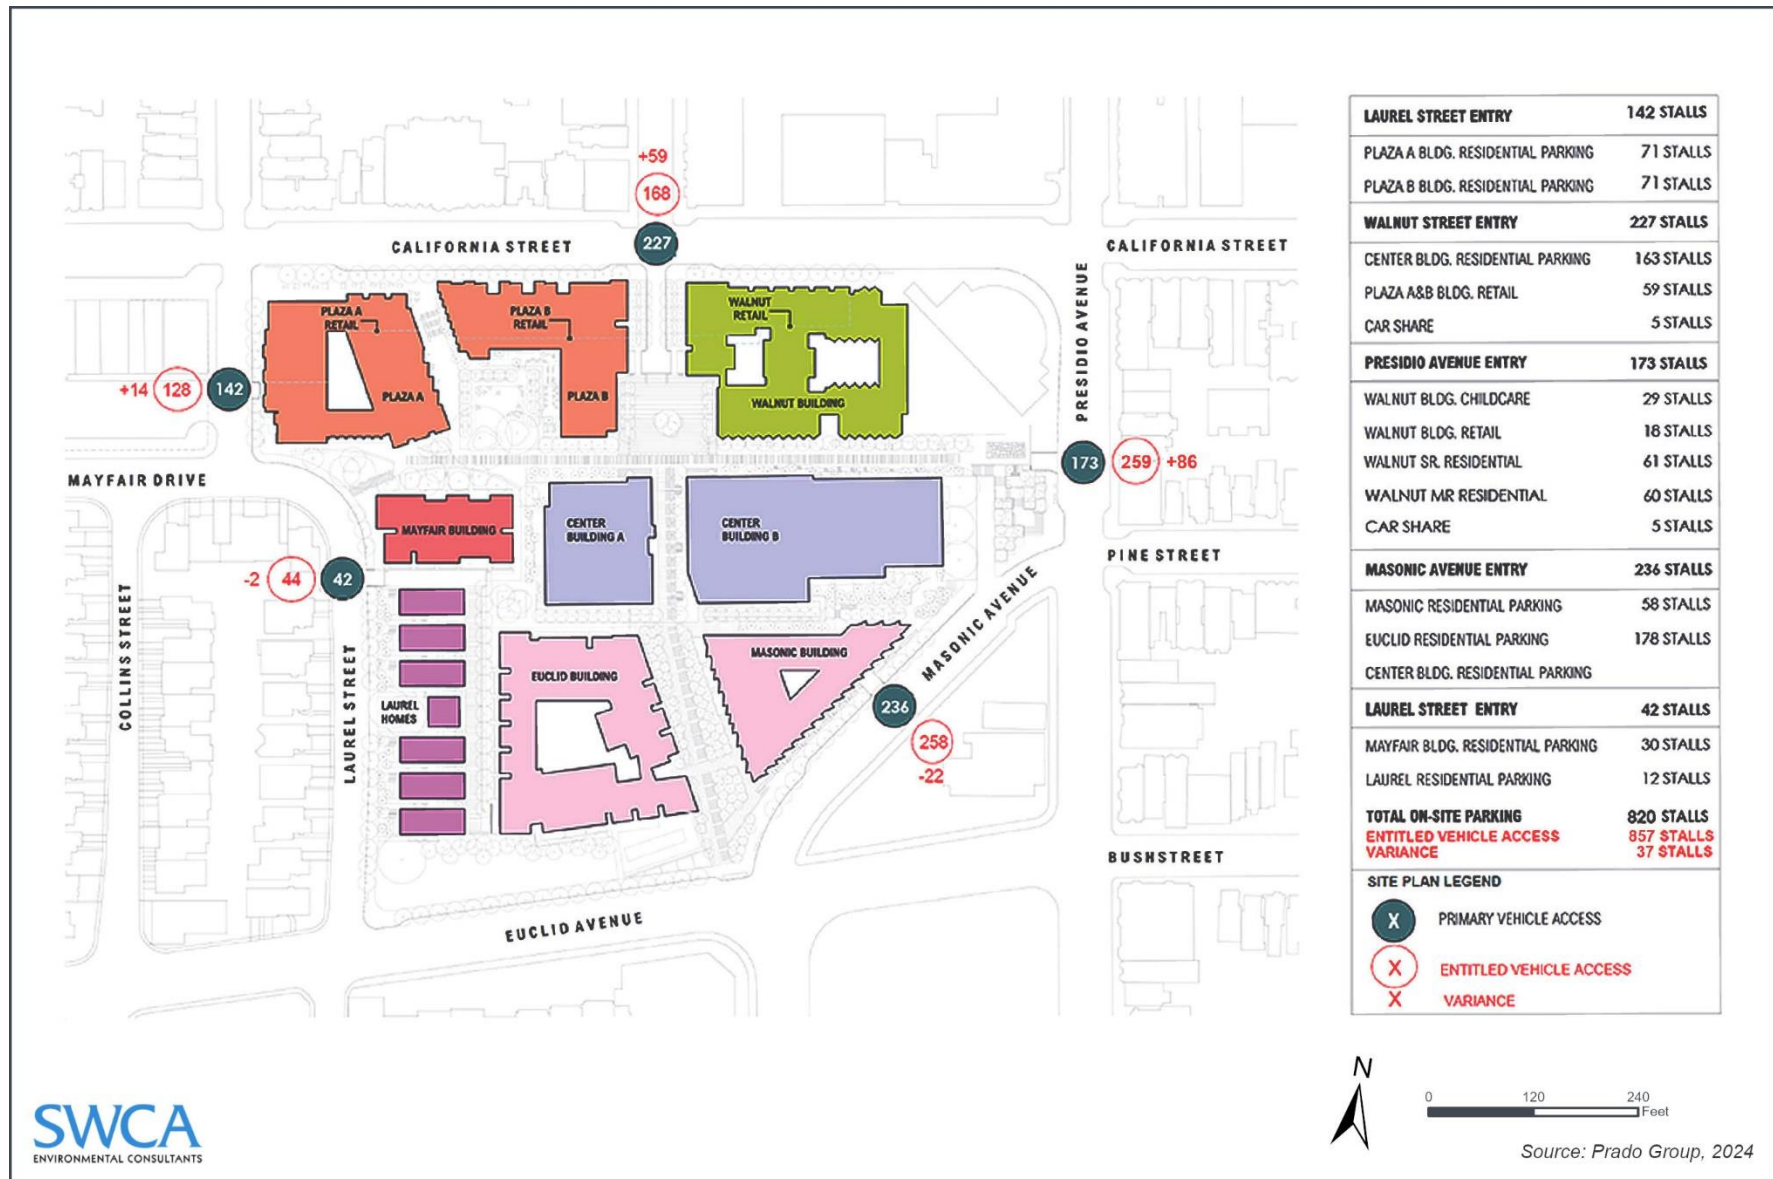 +59
168
CALIFORNIA STREET
227
CALIFORNIA STREET
PLAZA A
RETAIL
PLAZA B
RETAIL
WALNUT
RETAIL
PRESIDIO AVENUE
+14 128 142
PLAZA A
PLAZA B
WALNUT BUILDING
173 259 +86
MAYFAIR DRIVE
MAYFAIR BUILDING
CENTER
BUILDING A
CENTER
BUILDING B
PINE STREET
-2 44 42
COLLINS STREET
LAUREL STREET
MASONIC AVENUE
MASONIC BUILDING
EUCLID BUILDING
LAUREL
HOMES
236
258
-22
BUSHSTREET
EUCLID AVENUE
LAUREL STREET ENTRY 142 STALLS
PLAZA A BLDG. RESIDENTIAL PARKING 71 STALLS
PLAZA B BLDG. RESIDENTIAL PARKING 71 STALLS
WALNUT STREET ENTRY 227 STALLS
CENTER BLDG. RESIDENTIAL PARKING 163 STALLS
PLAZA A&B BLDG. RETAIL 59 STALLS
CAR SHARE 5 STALLS
PRESIDIO AVENUE ENTRY 173 STALLS
WALNUT BLDG. CHILDCARE 29 STALLS
WALNUT BLDG. RETAIL 18 STALLS
WALNUT SR. RESIDENTIAL 61 STALLS
WALNUT MR RESIDENTIAL 60 STALLS
CAR SHARE 5 STALLS
MASONIC AVENUE ENTRY 236 STALLS
MASONIC RESIDENTIAL PARKING 58 STALLS
EUCLID RESIDENTIAL PARKING 178 STALLS
CENTER BLDG. RESIDENTIAL PARKING
LAUREL STREET ENTRY 42 STALLS
MAYFAIR BLDG. RESIDENTIAL PARKING 30 STALLS
LAUREL RESIDENTIAL PARKING 12 STALLS
TOTAL ON-SITE PARKING 820 STALLS
ENTITLED VEHICLE ACCESS 857 STALLS
VARIANCE 37 STALLS
SITE PLAN LEGEND
X PRIMARY VEHICLE ACCESS
X ENTITLED VEHICLE ACCESS
X VARIANCE
N
0 120 240
Feet
SWCA
ENVIRONMENTAL CONSULTANTS
Source: Prado Group, 2024